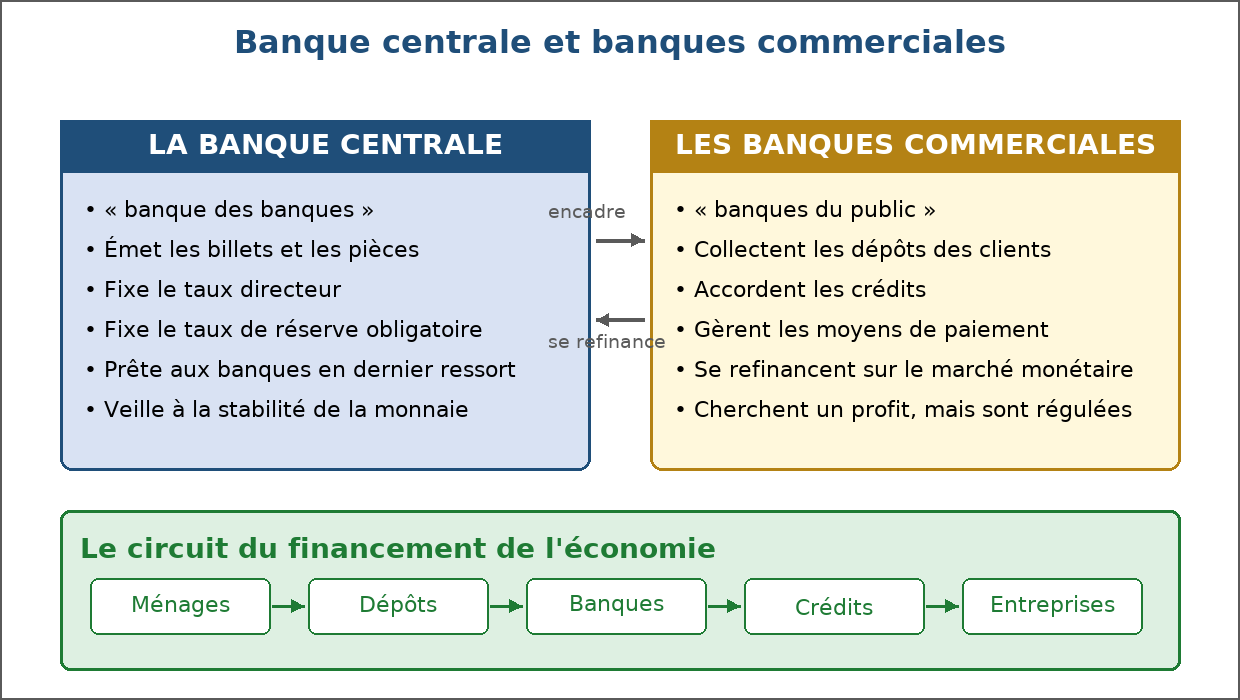 Banque centrale et banques commerciales
LA BANQUE CENTRALE
• « banque des banques »
• Émet les billets et les pièces
• Fixe le taux directeur
• Fixe le taux de réserve obligatoire
• Prête aux banques en dernier ressort
• Veille à la stabilité de la monnaie
encadre
se refinance
LES BANQUES COMMERCIALES
• « banques du public »
• Collectent les dépôts des clients
• Accordent les crédits
• Gèrent les moyens de paiement
• Se refinancent sur le marché monétaire
• Cherchent un profit, mais sont régulées
Le circuit du financement de l'économie
Ménages
Dépôts
Banques
Crédits
Entreprises